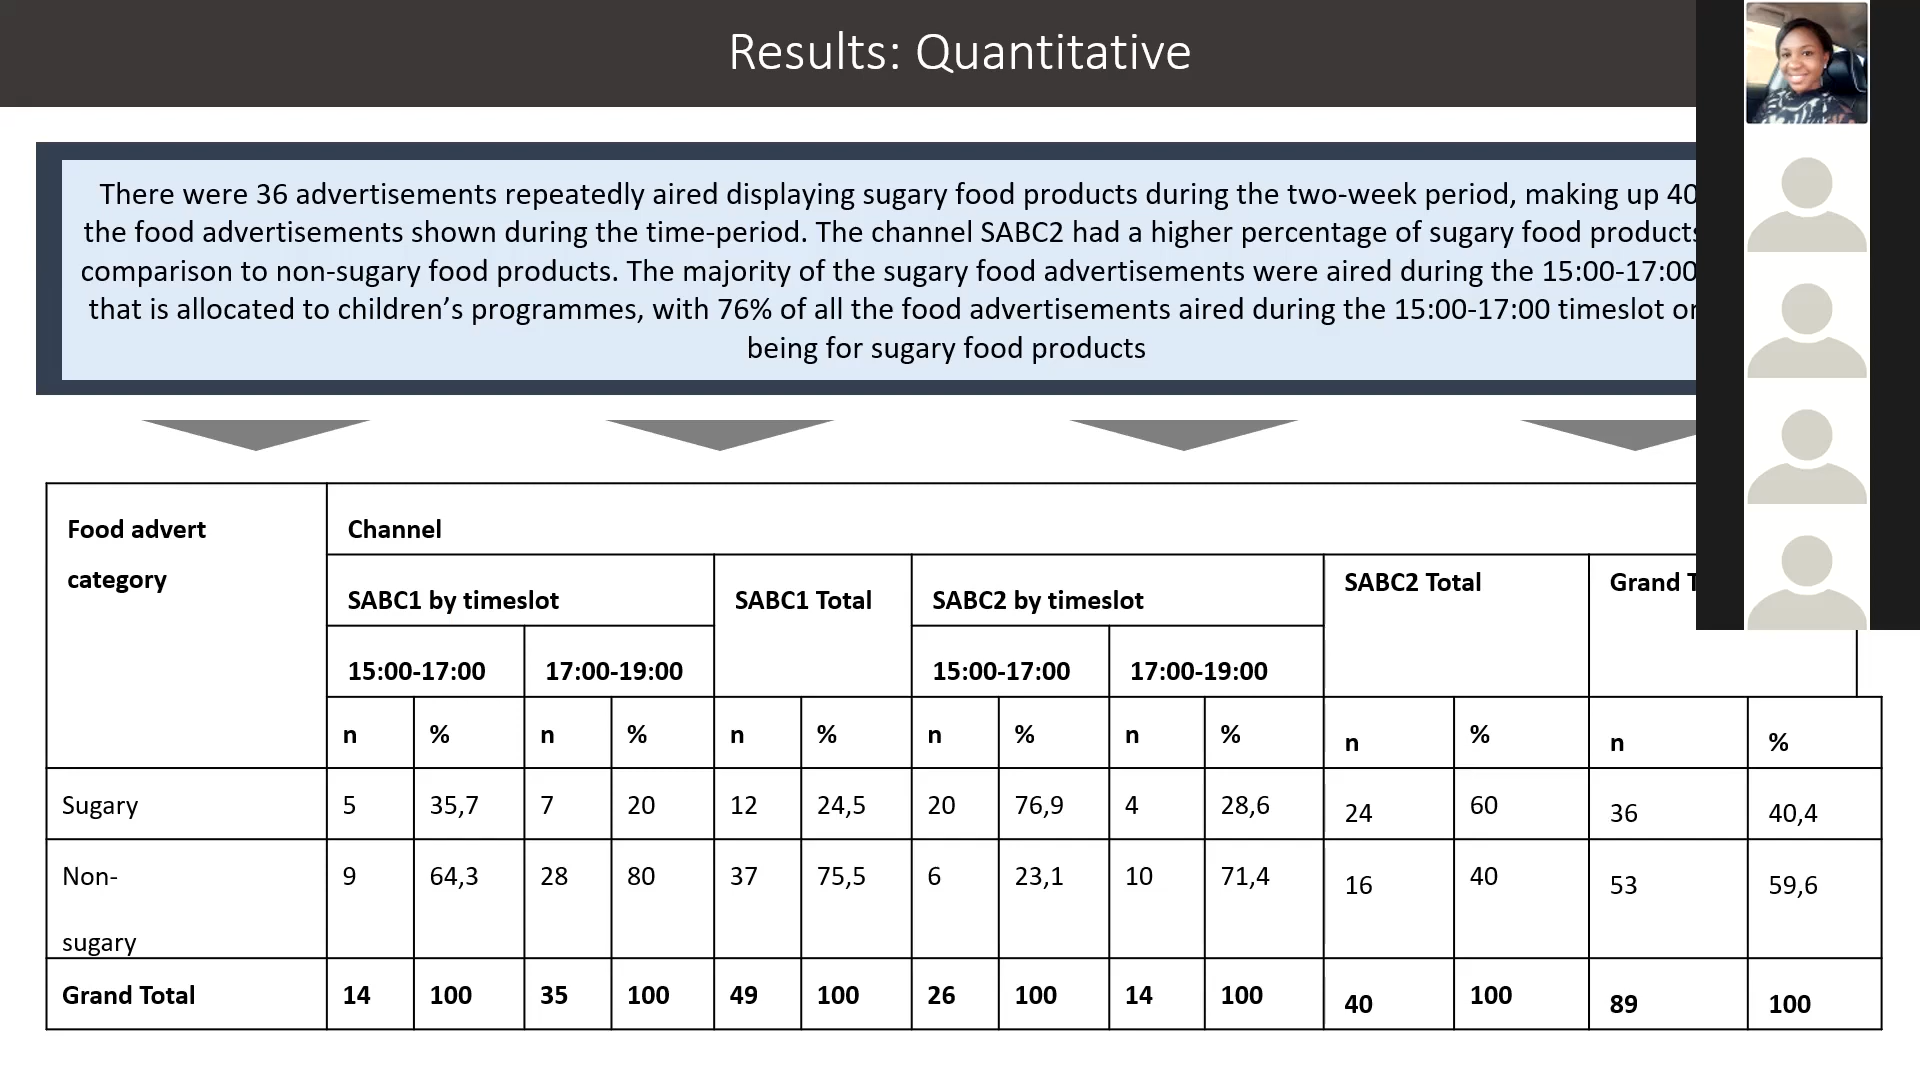 Results: Quantitative
There were 36 advertisements repeatedly aired displaying sugary food products during the two-week period, making up 40
the food advertisements shown during the time-period. The channel SABC2 had a higher percentage of sugary food products
comparison to non-sugary food products. The majority of the sugary food advertisements were aired during the 15:00-17:00
that is allocated to children’s programmes, with 76% of all the food advertisements aired during the 15:00-17:00 timeslot
being for sugary food products
Food advert category Channel
SABC1 by timeslot SABC1 Total SABC2 by timeslot SABC2 Total Grand
15:00-17:00 17:00-19:00 15:00-17:00 17:00-19:00
n % n % n % n % n % n % n %
Sugary 5 35,7 7 20 12 24,5 20 76,9 4 28,6 24 60 36 40,4
Non-sugary 9 64,3 28 80 37 75,5 6 23,1 10 71,4 16 40 53 59,6
Grand Total 14 100 35 100 49 100 26 100 14 100 40 100 89 100